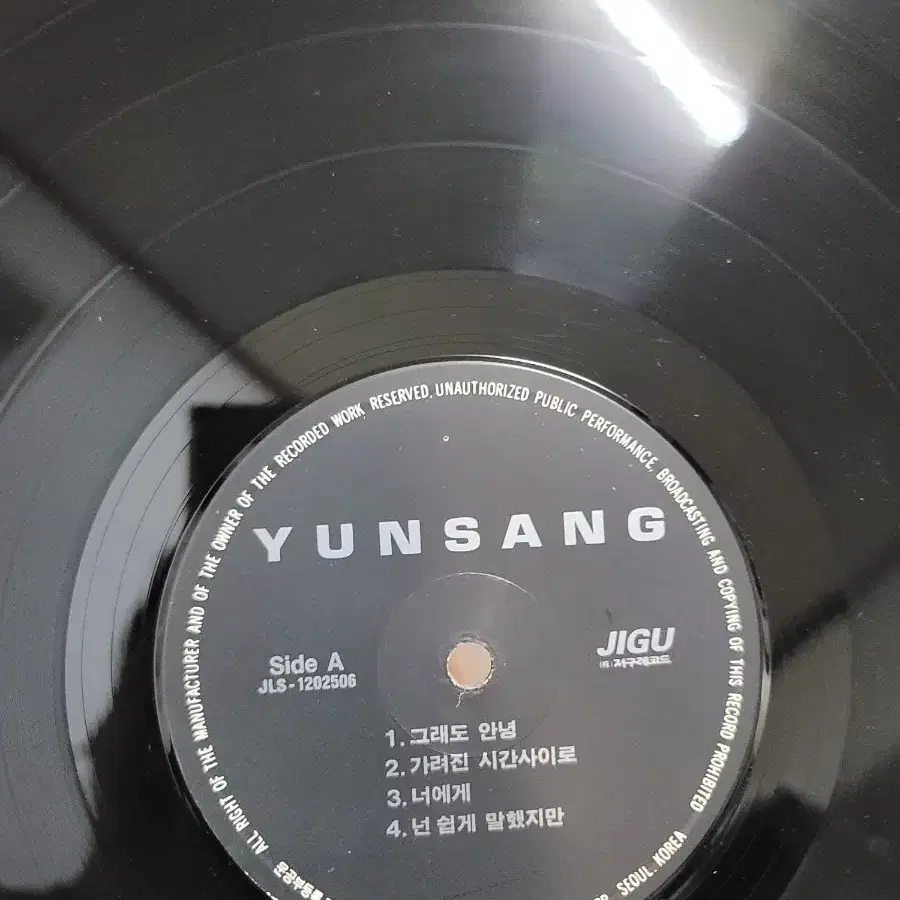 ALL RIGHT OF THE MANUFACTURER AND OF THE OWNER OF THE RECORDED WORK RESERVED, UNAUTHORIZED PUBLIC PERFORMANCE, BROADCASTING AND COPYING OF THIS RECORD PROHIBITED
YUNSANG
Side A
JLS-1202506
JIGU
(株)지구레코드
1.그래도 안녕
2.가려진 시간사이로
3.너에게
4.넌 쉽게 말했지만
SEOUL. KOREA